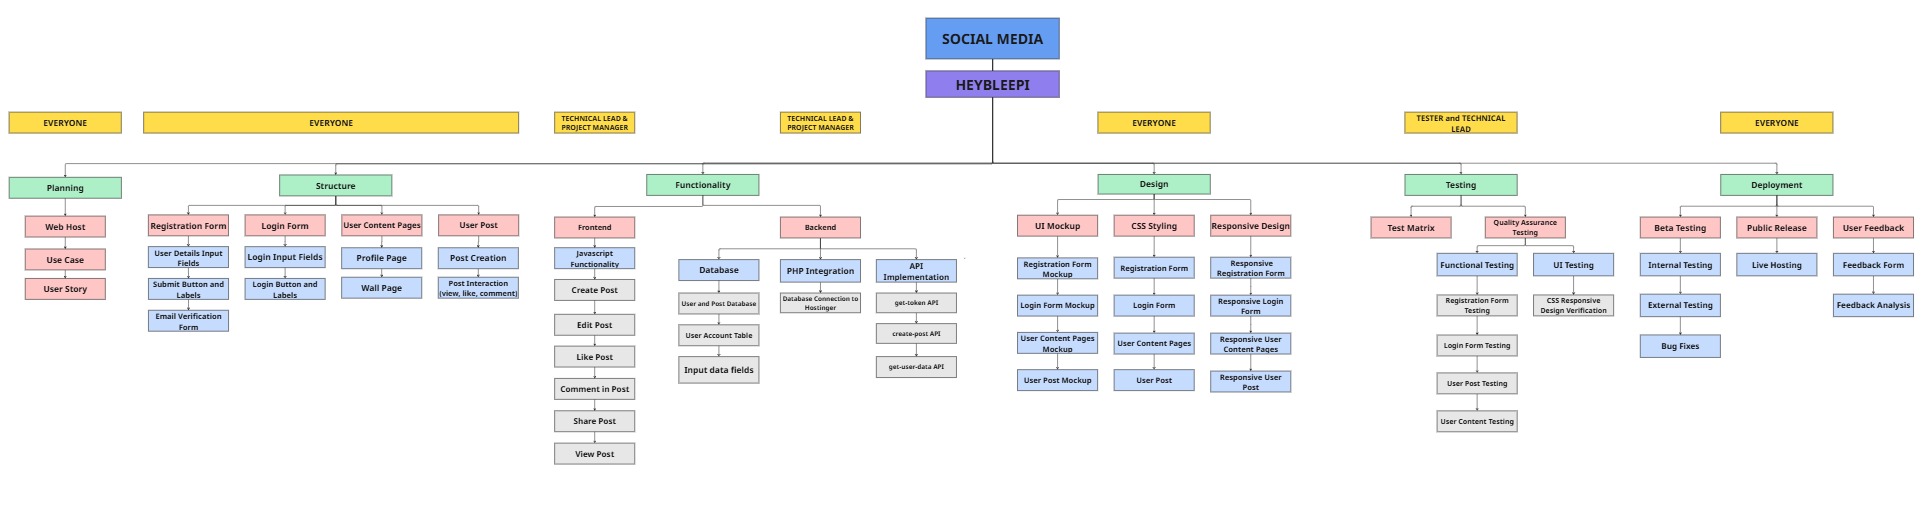 SOCIAL MEDIA
HEYBLEEPI
EVERYONE
EVERYONE
TECHNICAL LEAD &
PROJECT MANAGER
TECHNICAL LEAD &
PROJECT MANAGER
EVERYONE
TESTER and TECHNICAL
LEAD
EVERYONE
Planning
Web Host
Use Case
User Story
Structure
Registration Form
User Details Input
Fields
Submit Button and
Labels
Email Verification
Form
Login Form
Login Input Fields
Login Button and
Labels
User Content Pages
Profile Page
Wall Page
User Post
Post Creation
Post Interaction
(view, like, comment)
Functionality
Frontend
Javascript
Functionality
Create Post
Edit Post
Like Post
Comment in Post
Share Post
View Post
Backend
Database
User and Post Database
User Account Table
Input data fields
PHP Integration
Database Connection to
Hostinger
API
Implementation
get-token API
create-post API
get-user-data API
Design
UI Mockup
Registration Form
Mockup
Login Form Mockup
User Content Pages
Mockup
User Post Mockup
CSS Styling
Registration Form
Login Form
User Content Pages
User Post
Responsive Design
Responsive
Registration Form
Responsive Login
Form
Responsive User
Content Pages
Responsive User
Post
Testing
Test Matrix
Quality Assurance
Testing
Functional Testing
Registration Form
Testing
Login Form Testing
User Post Testing
User Content Testing
UI Testing
CSS Responsive
Design Verification
Deployment
Beta Testing
Internal Testing
External Testing
Bug Fixes
Public Release
Live Hosting
User Feedback
Feedback Form
Feedback Analysis